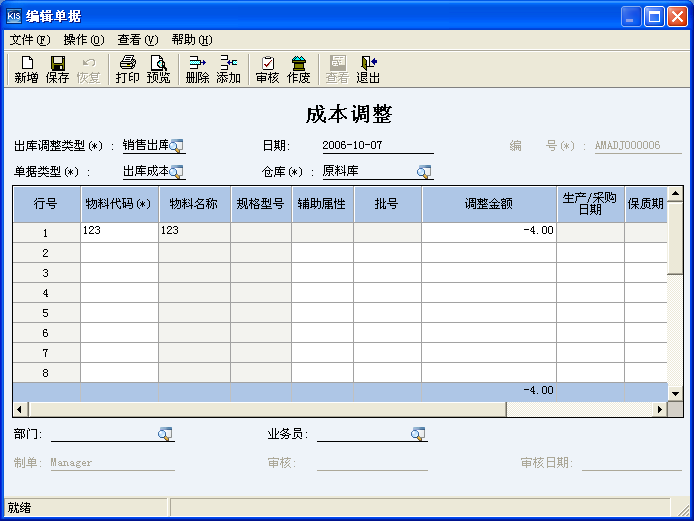 KIS 编辑单据
文件(F) 操作(O) 查看(V) 帮助(H)
新增 保存 恢复 打印 预览 删除 添加 审核 作废 查看 退出
成本调整
出库调整类型(*) : 销售出库 日期: 2006-10-07 编 号(*) : AMADJ000006
单据类型(*) : 出库成本 仓库(*) : 原料库
行号 物料代码(*) 物料名称 规格型号 辅助属性 批号 调整金额 生产/采购日期 保质期
1 123 123 -4.00
2
3
4
5
6
7
8
-4.00
部门: 业务员:
制单: Manager 审核: 审核日期:
就绪